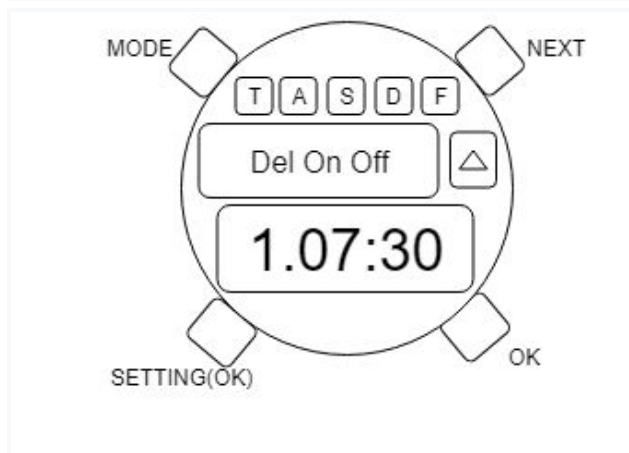 MODE
NEXT
T A S D F
Del On Off
1.07:30
SETTING(OK)
OK